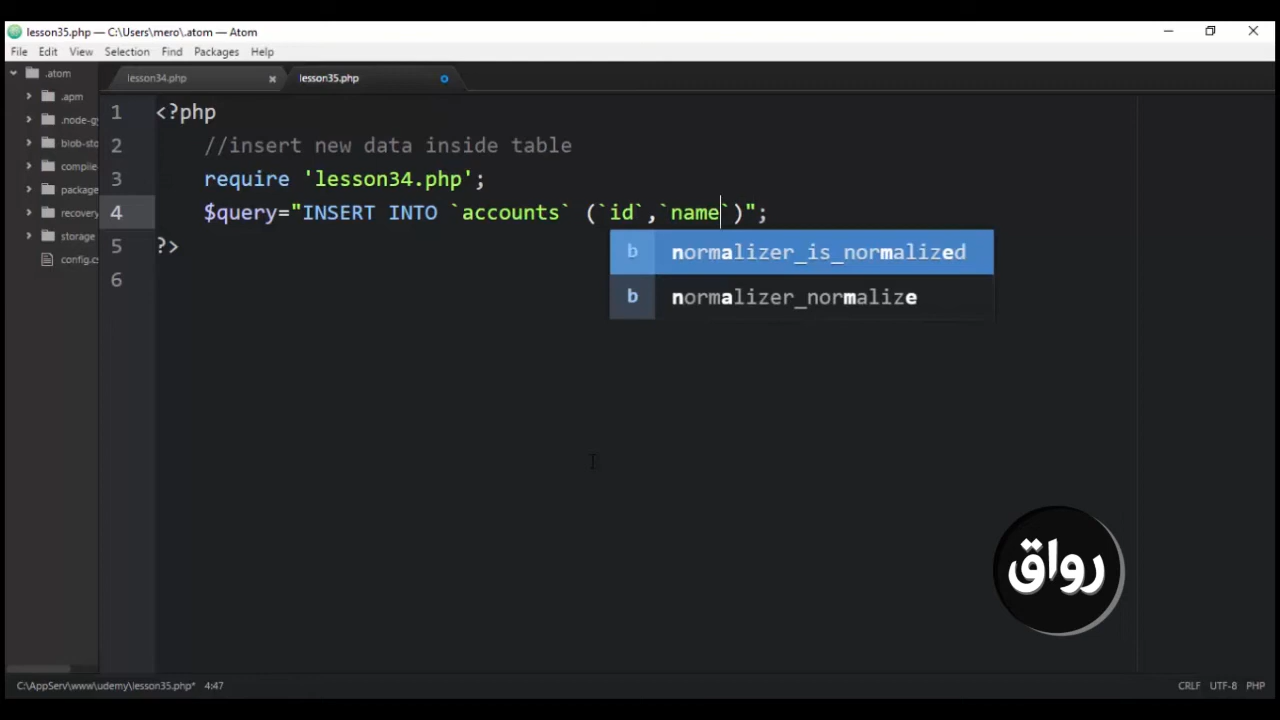 lesson35.php — C:\Users\mero\.atom — Atom
File Edit View Selection Find Packages Help
.atom
lesson34.php
lesson35.php
.apm
.node-gy
blob-sto
compile
package
recovery
storage
config.cs
1 <?php
2 //insert new data inside table
3 require 'lesson34.php';
4 $query="INSERT INTO `accounts` (`id`,`name`)";
5 ?>
6
b normalizer_is_normalized
b normalizer_normalize
رواق
C:\AppServ\www\udemy\lesson35.php* 4:47
CRLF UTF-8 PHP